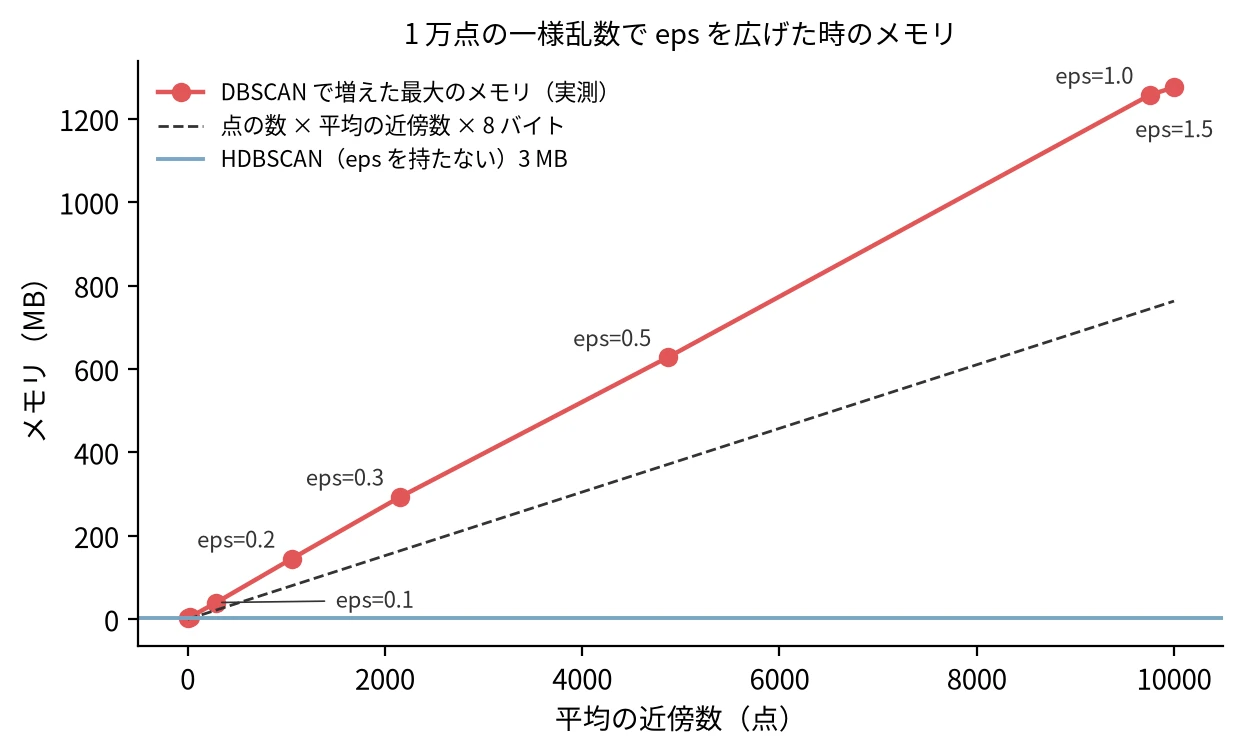 1 万点の一様乱数で eps を広げた時のメモリ
DBSCAN で増えた最大のメモリ（実測）
点の数 × 平均の近傍数 × 8 バイト
HDBSCAN（eps を持たない）3 MB
eps=1.0
eps=1.5
eps=0.5
eps=0.3
eps=0.2
eps=0.1
メモリ（MB）
1200
1000
800
600
400
200
0
0 2000 4000 6000 8000 10000
平均の近傍数（点）